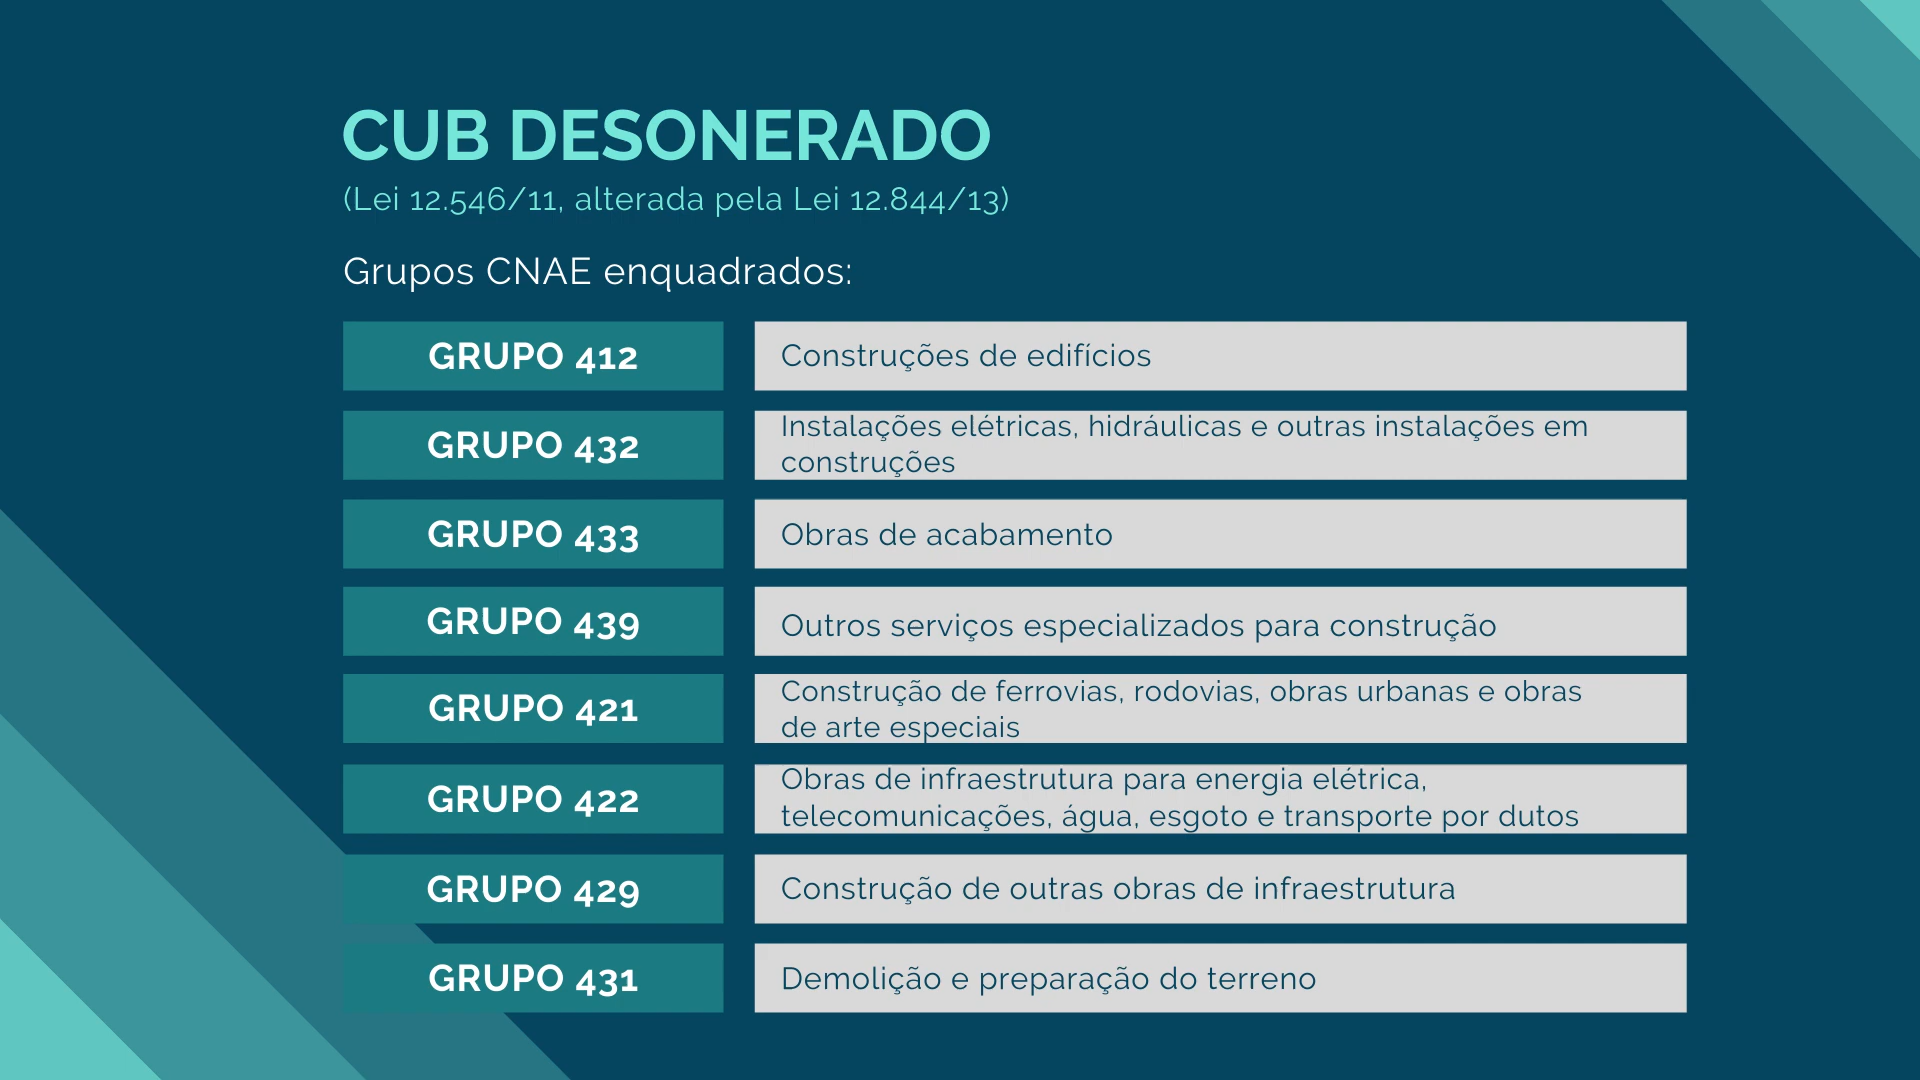 CUB DESONERADO
(Lei 12.546/11, alterada pela Lei 12.844/13)
Grupos CNAE enquadrados:
GRUPO 412
Construções de edifícios
GRUPO 432
Instalações elétricas, hidráulicas e outras instalações em
construções
GRUPO 433
Obras de acabamento
GRUPO 439
Outros serviços especializados para construção
GRUPO 421
Construção de ferrovias, rodovias, obras urbanas e obras
de arte especiais
GRUPO 422
Obras de infraestrutura para energia elétrica,
telecomunicações, água, esgoto e transporte por dutos
GRUPO 429
Construção de outras obras de infraestrutura
GRUPO 431
Demolição e preparação do terreno